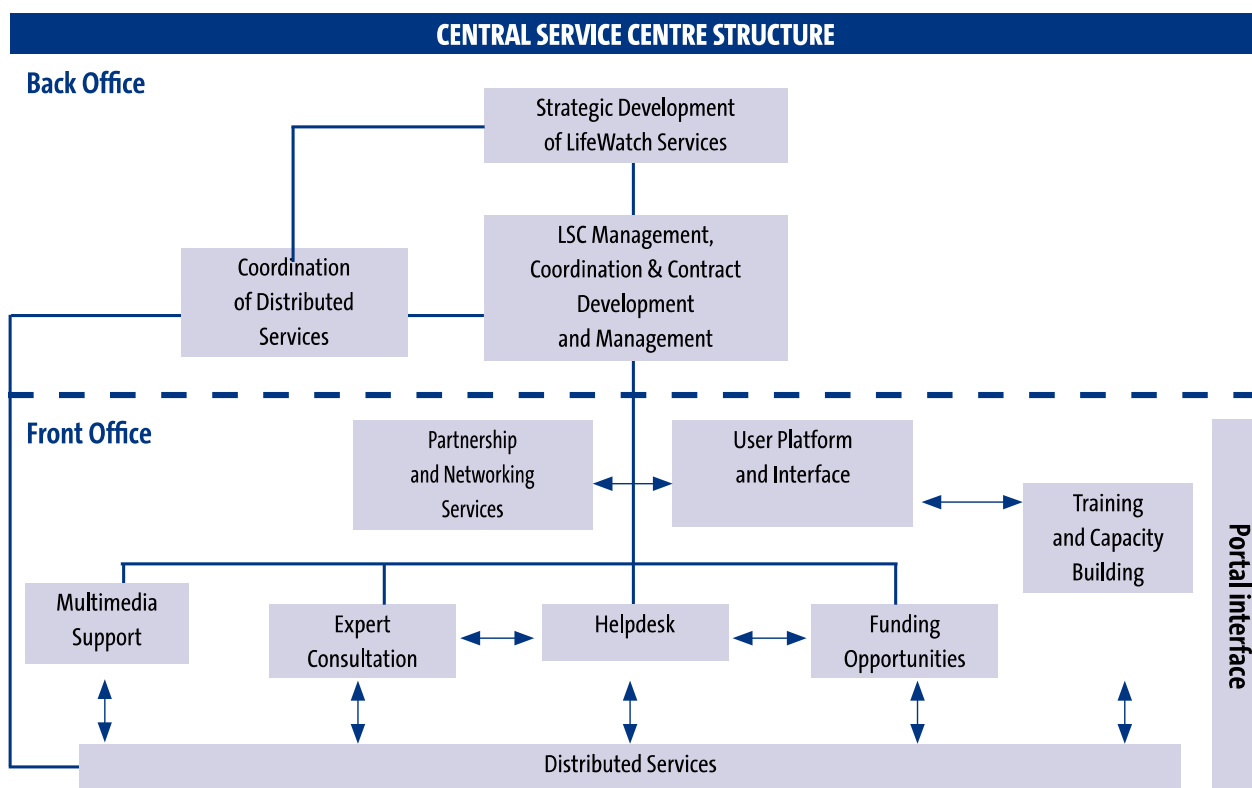 CENTRAL SERVICE CENTRE STRUCTURE
Back Office
Strategic Development
of LifeWatch Services
LSC Management,
Coordination & Contract
Development
and Management
Coordination
of Distributed
Services
Front Office
Partnership
and Networking
Services
User Platform
and Interface
Training
and Capacity
Building
Multimedia
Support
Expert
Consultation
Helpdesk
Funding
Opportunities
Distributed Services
Portal interface